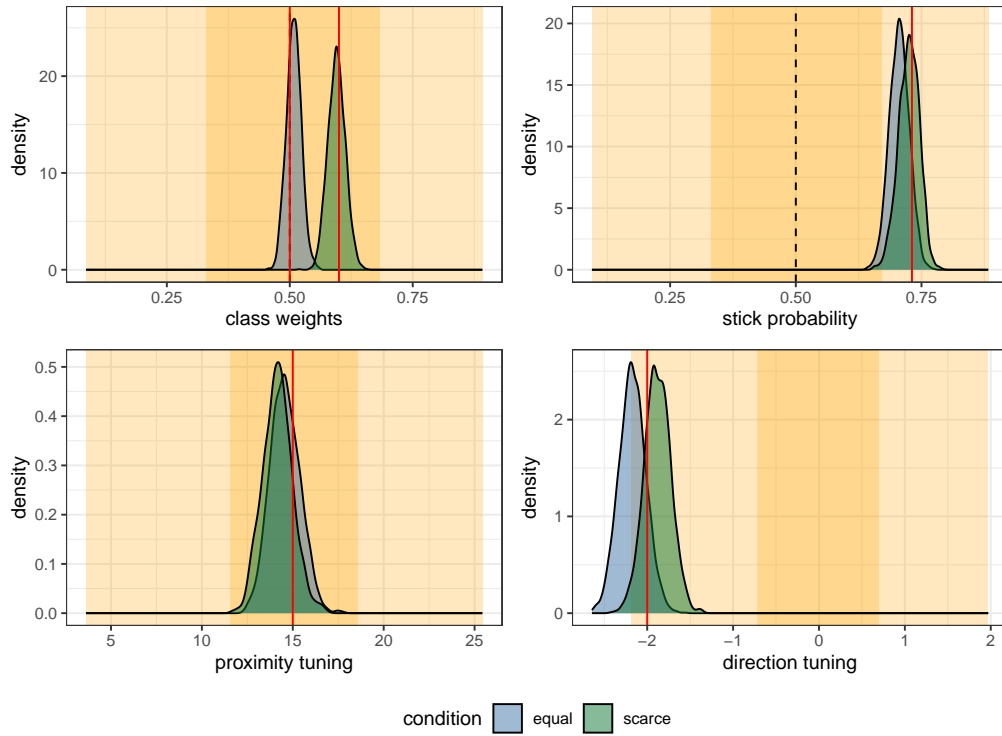 density
20
10
0
0.25 0.50 0.75
class weights
density
20
15
10
5
0
0.25 0.50 0.75
stick probability
density
0.5
0.4
0.3
0.2
0.1
0.0
5 10 15 20 25
proximity tuning
density
2
1
0
−2 −1 0 1 2
direction tuning
condition equal scarce